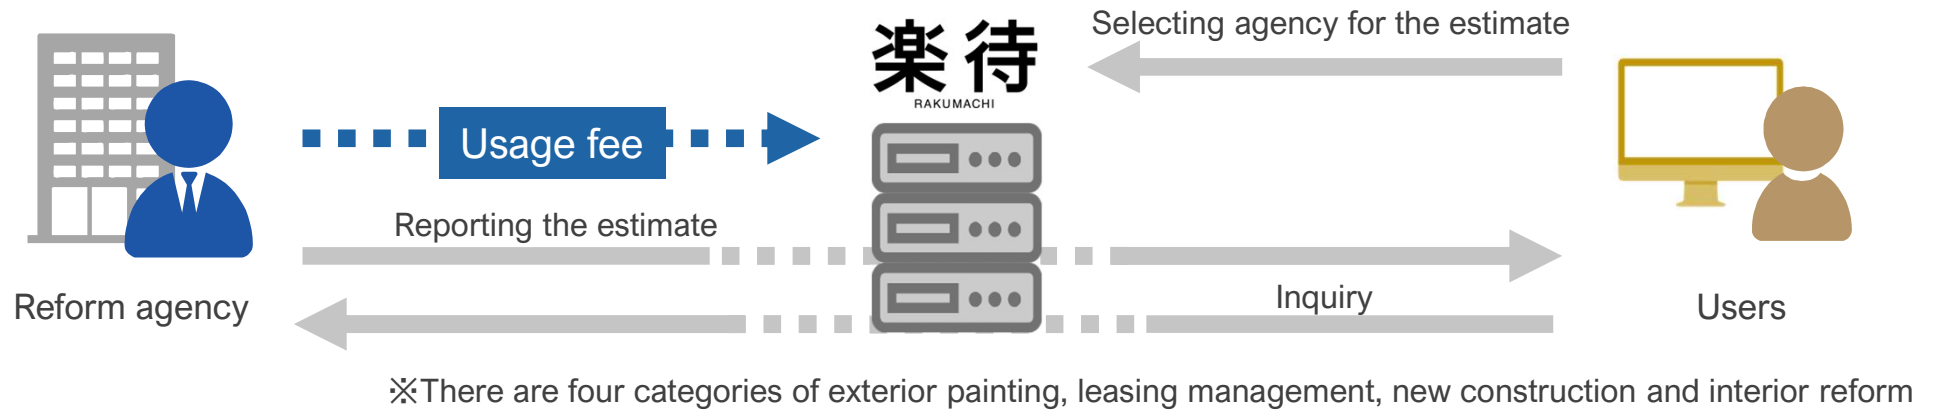 Selecting agency for the estimate
楽待
RAKUMACHI
Usage fee
Reporting the estimate
Inquiry
Reform agency
Users
※There are four categories of exterior painting, leasing management, new construction and interior reform